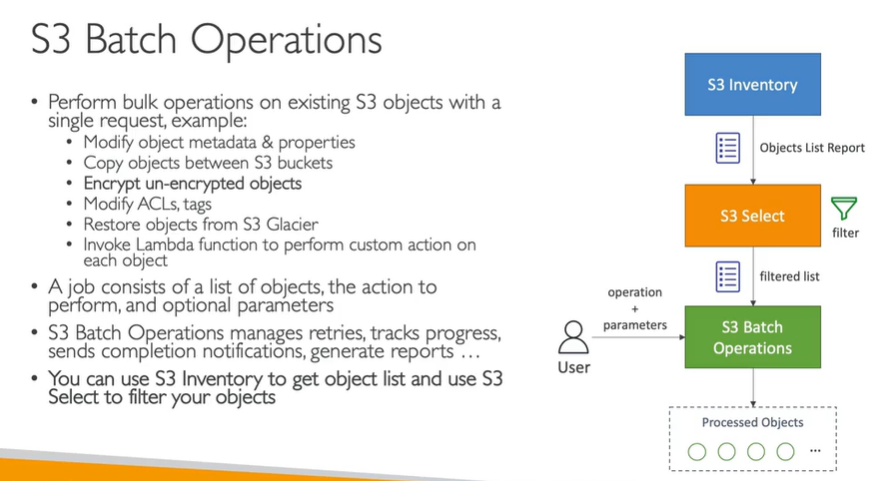 S3 Batch Operations
• Perform bulk operations on existing S3 objects with a
single request, example:
• Modify object metadata & properties
• Copy objects between S3 buckets
• Encrypt un-encrypted objects
• Modify ACLs, tags
• Restore objects from S3 Glacier
• Invoke Lambda function to perform custom action on
each object
• A job consists of a list of objects, the action to
perform, and optional parameters
• S3 Batch Operations manages retries, tracks progress,
sends completion notifications, generate reports …
• You can use S3 Inventory to get object list and use S3
Select to filter your objects
S3 Inventory
Objects List Report
S3 Select
filter
filtered list
operation
+
parameters
User
S3 Batch
Operations
Processed Objects
...